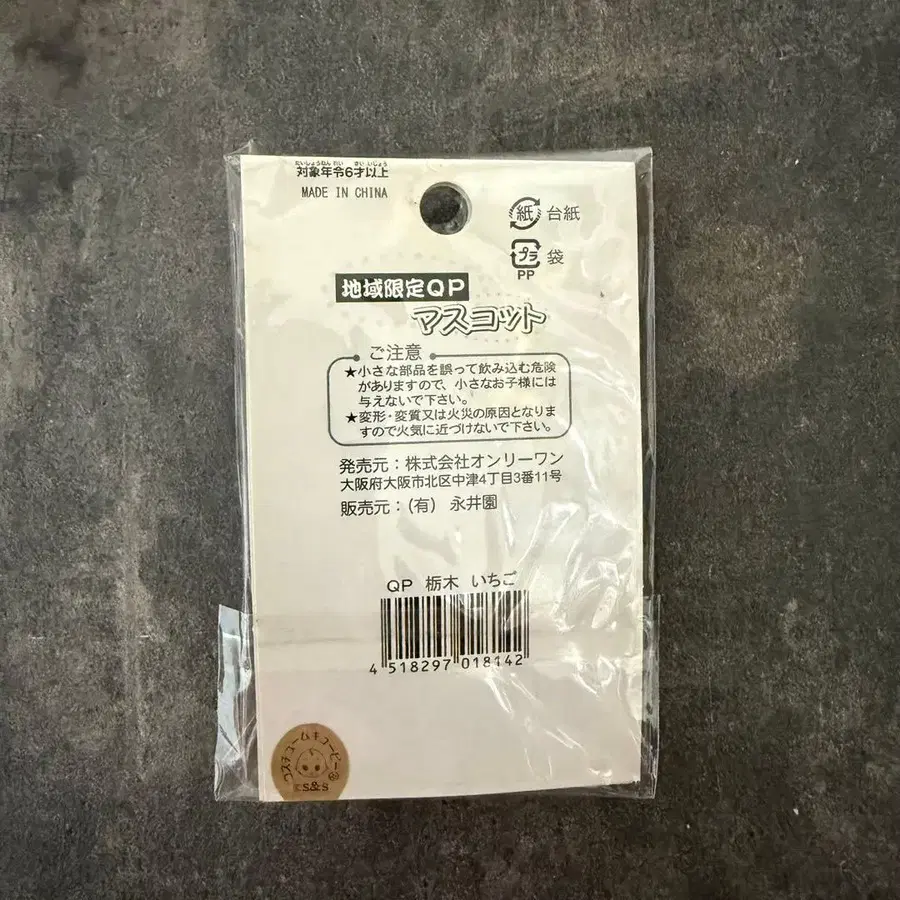 たいしょうねんれい さいいじょう
対象年令6才以上
MADE IN CHINA
紙 台紙
プラ 袋
PP
地域限定QP
マスコット
ご注意
★小さな部品を誤って飲み込む危険
がありますので、小さなお子様には
与えないで下さい。
★変形・変質又は火災の原因となりま
すので火気に近づけないで下さい。
発売元:株式会社オンリーワン
大阪府大阪市北区中津4丁目3番11号
販売元:(有) 永井園
QP 栃木 いちご
4 518297 018142
コスチュームキューピー
S&S